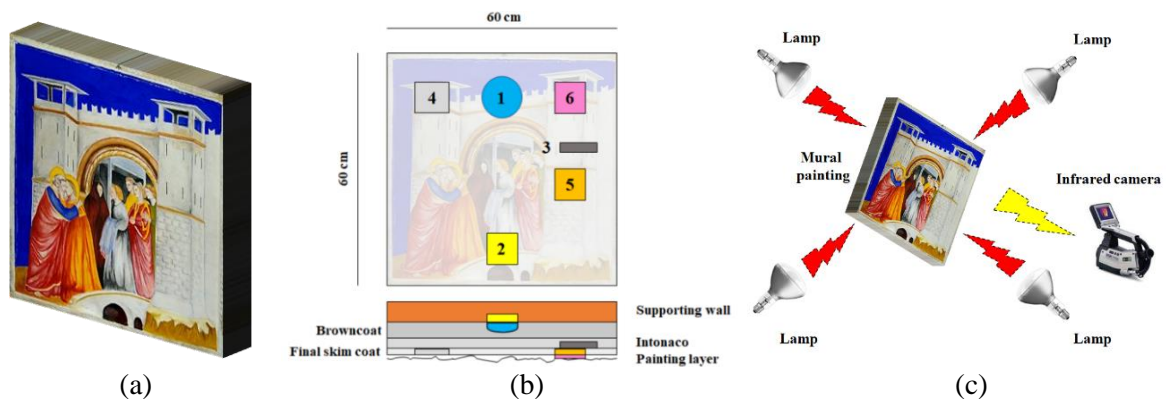 60 cm
60 cm
4
1
6
3
5
2
Supporting wall
Browncoat
Intonaco
Final skim coat
Painting layer
Lamp
Lamp
Mural
painting
Infrared camera
Lamp
Lamp
(a)
(b)
(c)